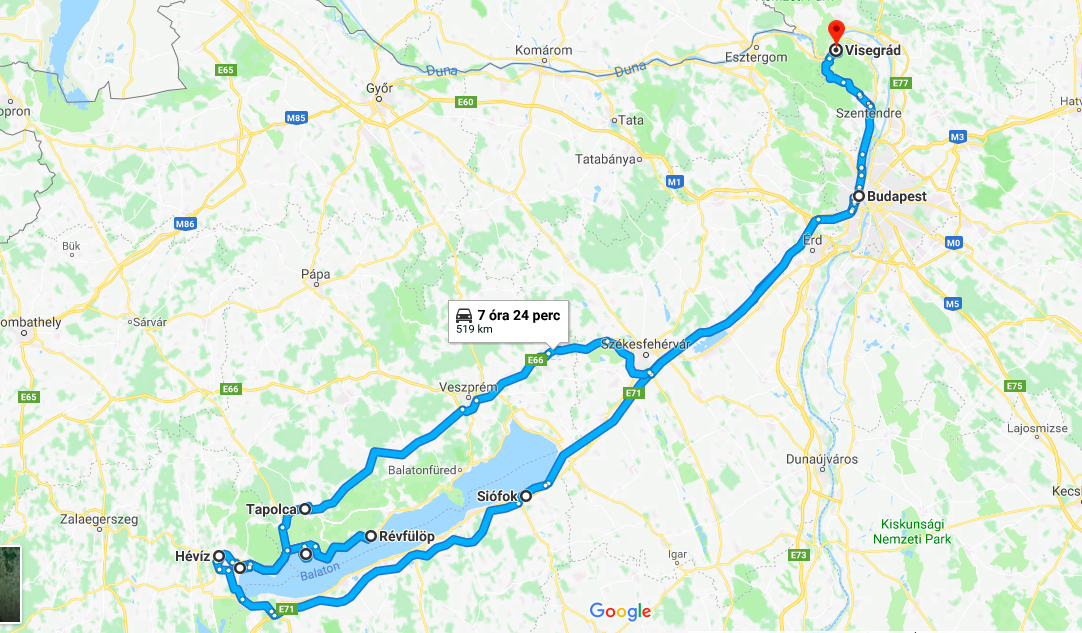 Nemzeti Park
Visegrád
Komárom
Esztergom
Duna
Duna
E65
E77
Győr
E60
opron
M85
Szentendre
Hatv
Tata
M3
Tatabánya
M1
Budapest
M86
Érd
M0
Bük
Pápa
M5
7 óra 24 perc
519 km
ombathely
Sárvár
Székesfehérvár
E66
Veszprém
E66
E65
E71
E75
Lajosmizse
Balatonfüred
Dunaújváros
Siófok
Kecs
Tapolca
Zalaegerszeg
Kiskunsági
Nemzeti Park
Révfülöp
Hévíz
Igar
E73
Balaton
E71
Google